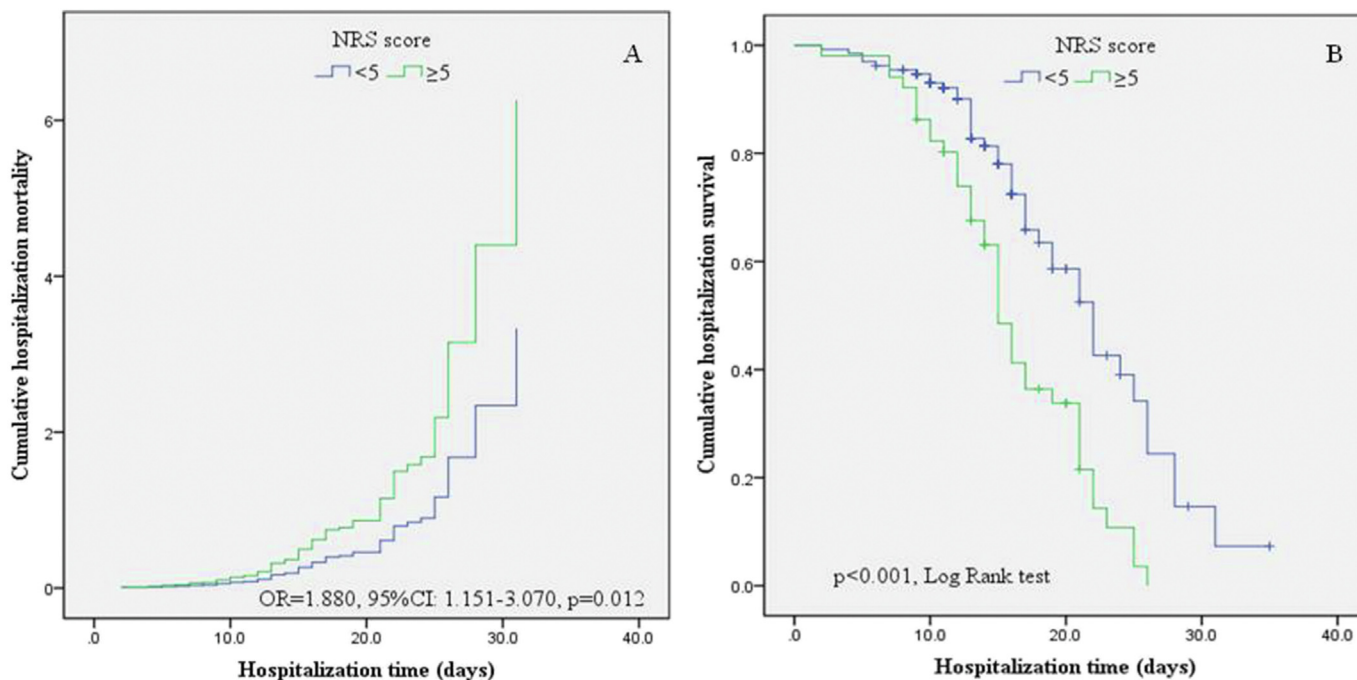 NRS score
A
<5 ≥5
Cumulative hospitalization mortality
6
4
2
0
OR=1.880, 95%CI: 1.151-3.070, p=0.012
.0 10.0 20.0 30.0 40.0
Hospitalization time (days)
NRS score
B
<5 ≥5
Cumulative hospitalization survival
1.0
0.8
0.6
0.4
0.2
0.0
p<0.001, Log Rank test
.0 10.0 20.0 30.0 40.0
Hospitalization time (days)